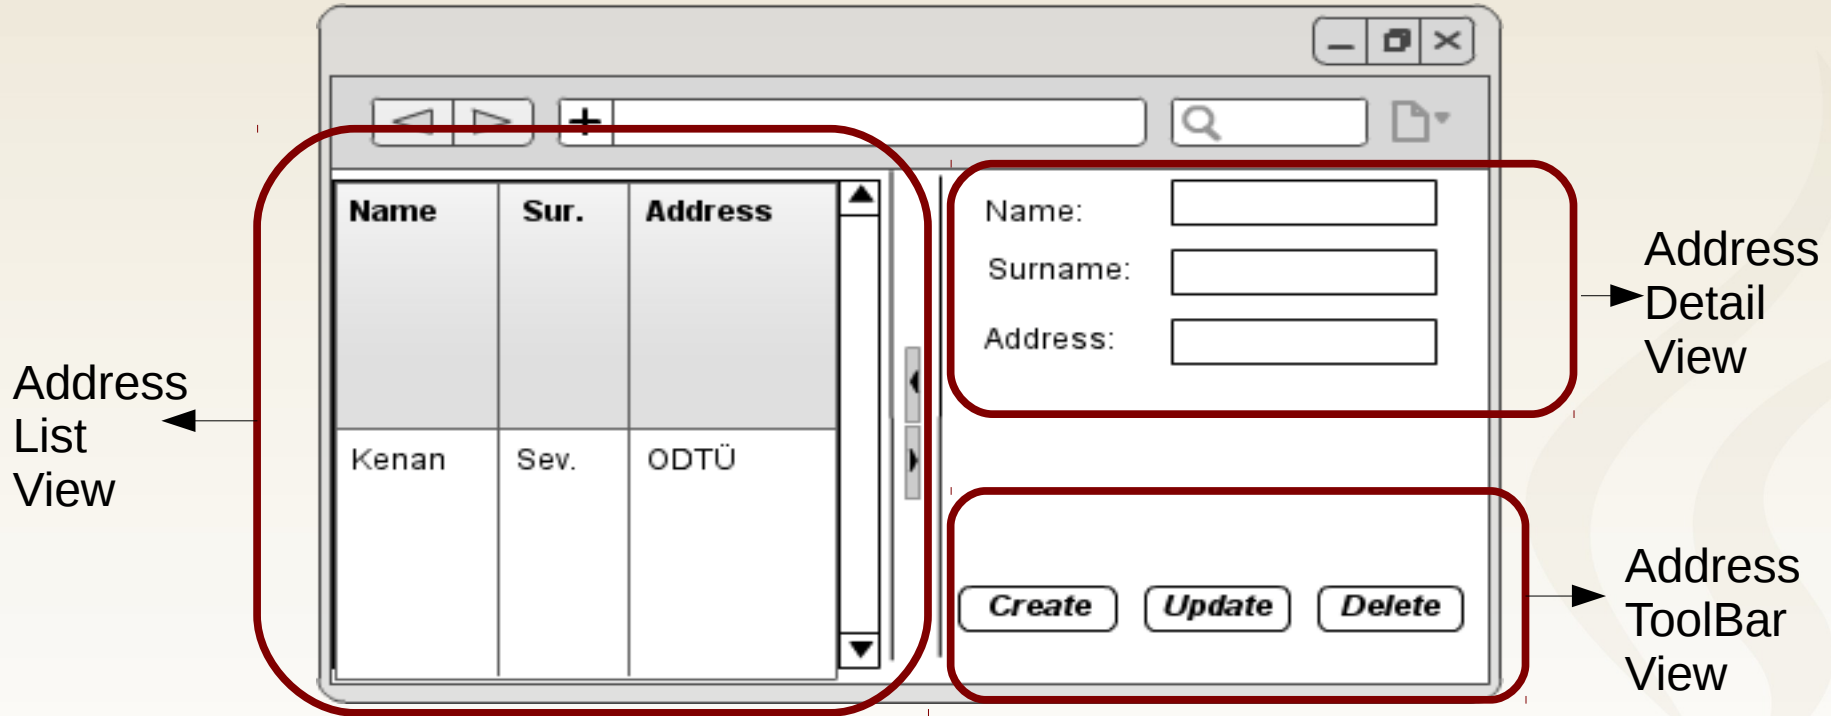 Name Sur. Address
Kenan Sev. ODTÜ
Name:
Surname:
Address:
Create Update Delete
Address
List
View
Address
Detail
View
Address
ToolBar
View